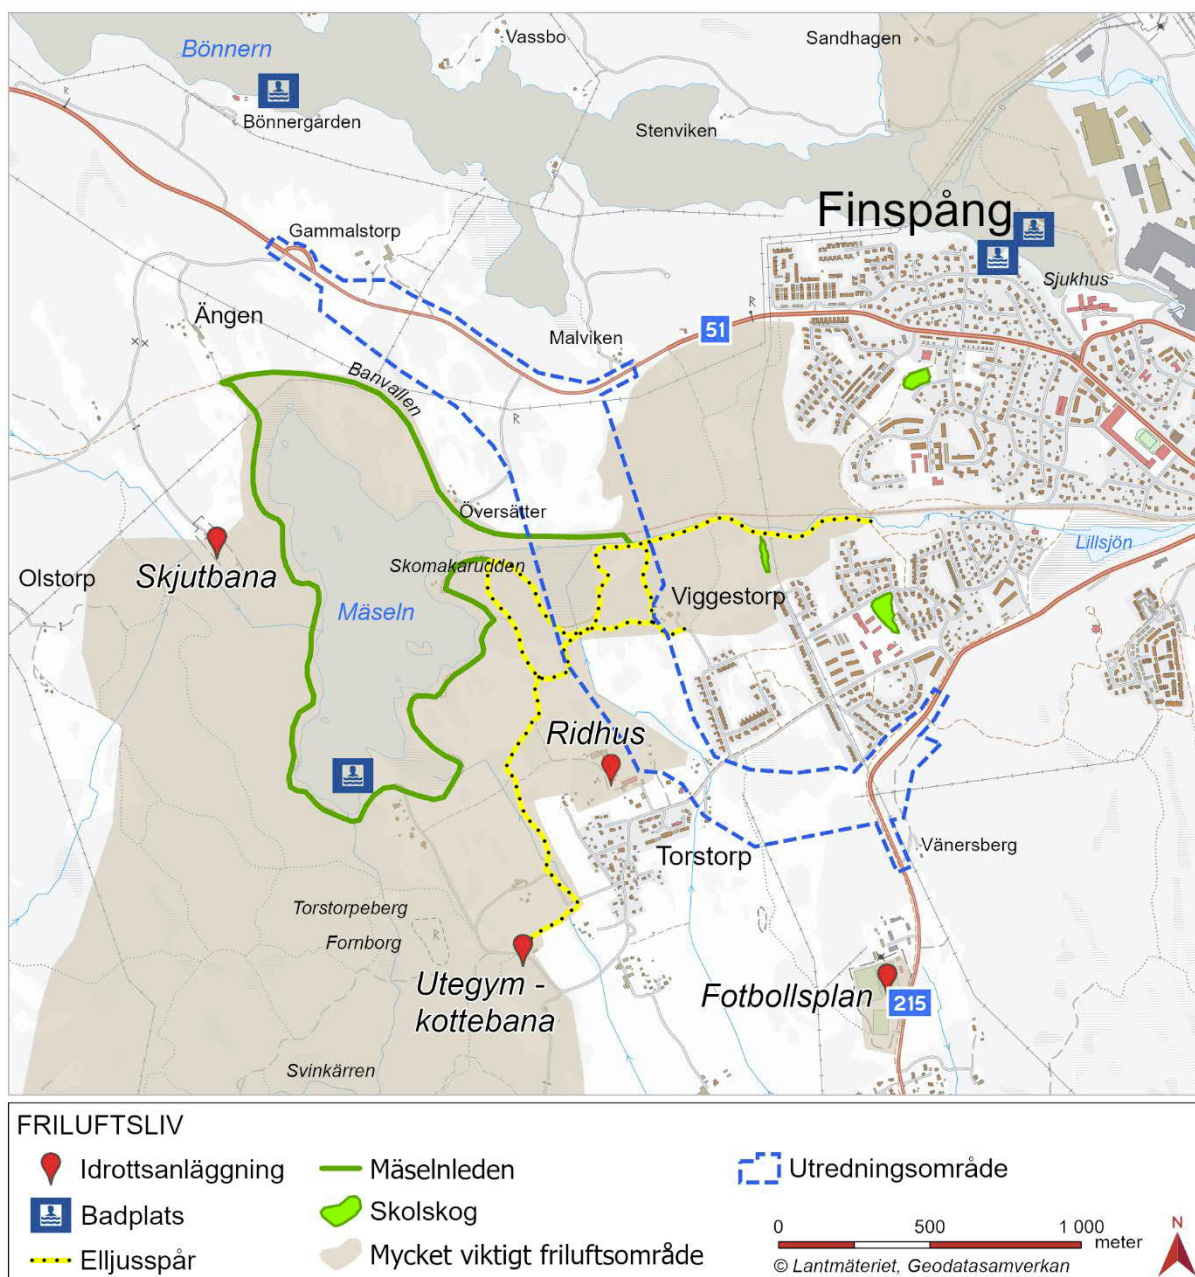 Bönnern
Vassbo
Sandhagen
Bönnergården
Stenviken
Finspång
Gammalstorp
Sjukhus
Ängen
Malviken
51
Banvallen
Översätter
Lillsjön
Skomakarudden
Olstorp
Skjutbana
Mäseln
Viggestorp
Ridhus
Torstorp
Vänersberg
Torstorpeberg
Fornborg
R
R
R
R
Utegym -
kottebana
Fotbollsplan
215
Svinkärren
FRILUFTSLIV
Idrottsanläggning
Mäselnleden
Utredningsområde
Badplats
Skolskog
Elljusspår
Mycket viktigt friluftsområde
0 500 1 000
meter
N
© Lantmäteriet, Geodatasamverkan